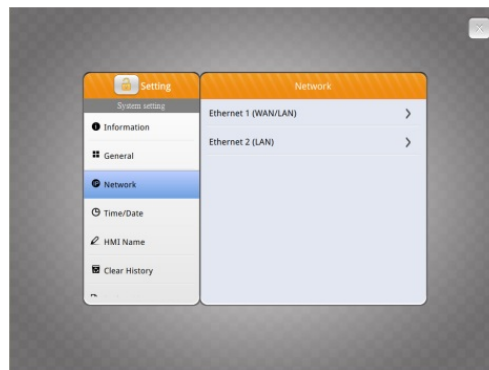 Setting
System setting
Information
General
Network
Time/Date
HMI Name
Clear History
Network
Ethernet 1 (WAN/LAN)
Ethernet 2 (LAN)